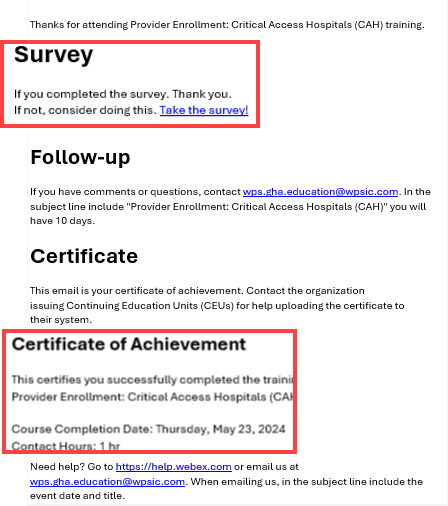 Thanks for attending Provider Enrollment: Critical Access Hospitals (CAH) training.
Survey
If you completed the survey. Thank you.
If not, consider doing this. Take the survey!
Follow-up
If you have comments or questions, contact wps.gha.education@wpsic.com. In the
subject line include "Provider Enrollment: Critical Access Hospitals (CAH)" you will
have 10 days.
Certificate
This email is your certificate of achievement. Contact the organization
issuing Continuing Education Units (CEUs) for help uploading the certificate to
their system.
Certificate of Achievement
This certifies you successfully completed the
Provider Enrollment: Critical Access Hospitals
Course Completion Date: Thursday, May 23, 2024
Contact Hours: 1 hr
Need help? Go to https://help.webex.com or email us at
wps.gha.education@wpsic.com. When emailing us, in the subject line include the
event date and title.